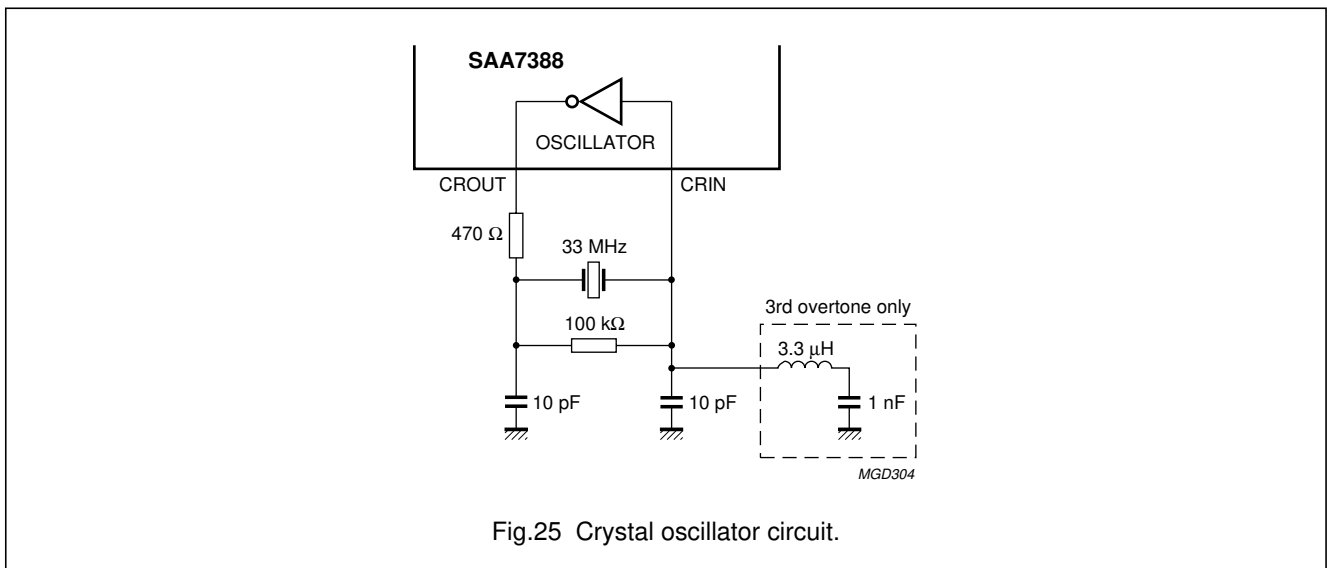 SAA7388
OSCILLATOR
CROUT
CRIN
470 Ω
33 MHz
3rd overtone only
100 kΩ
3.3 μH
10 pF
10 pF
1 nF
MGD304
Fig.25 Crystal oscillator circuit.